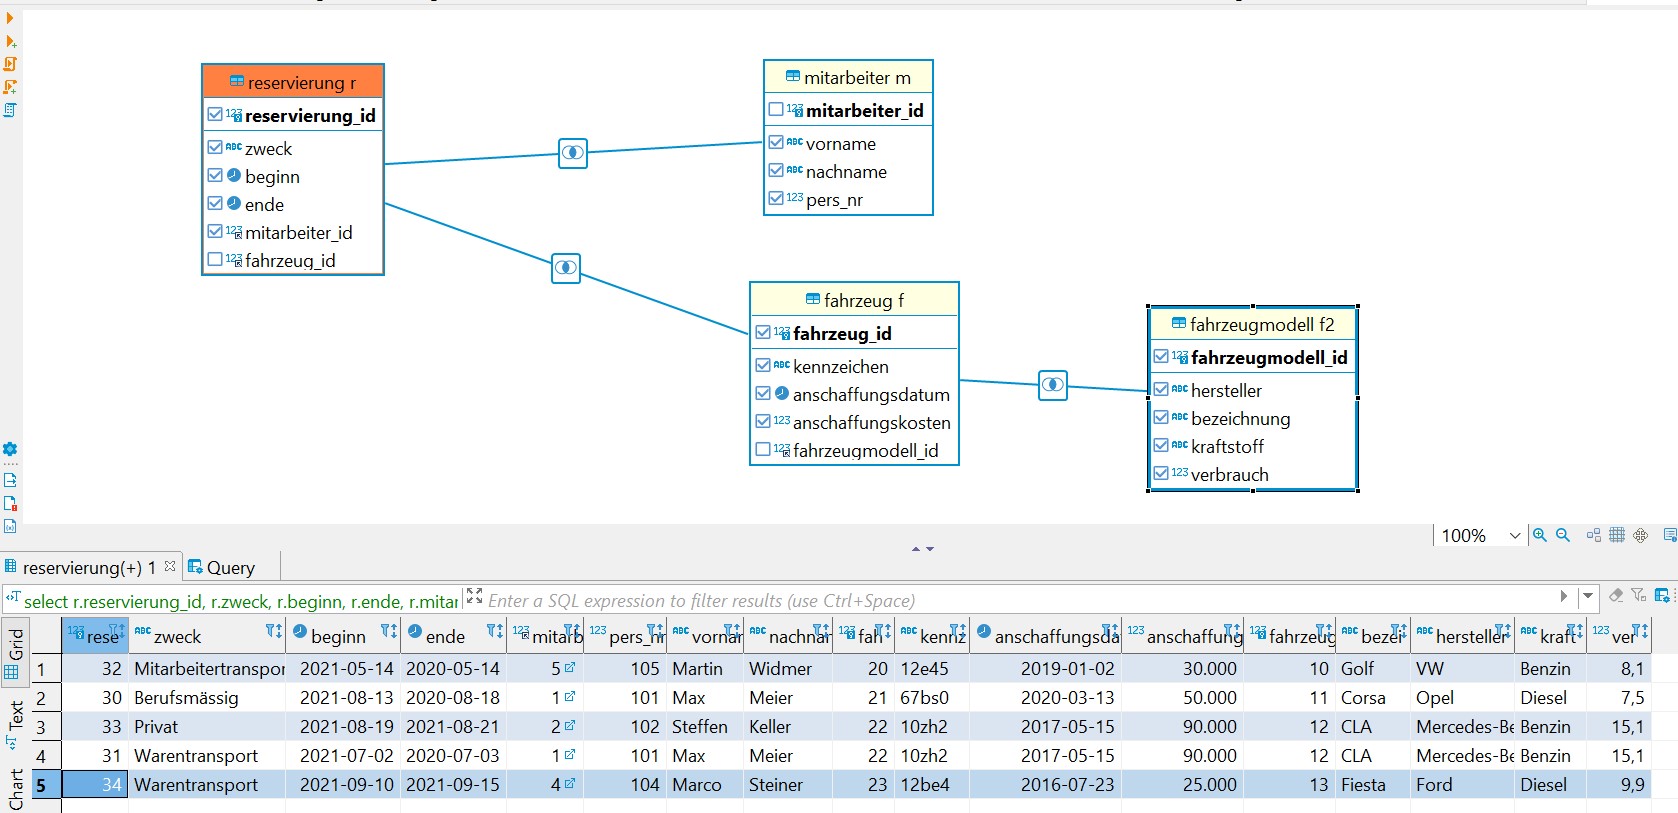 reservierung r
reservierung_id
zweck
beginn
ende
mitarbeiter_id
fahrzeug_id
mitarbeiter m
mitarbeiter_id
vorname
nachname
pers_nr
fahrzeug f
fahrzeug_id
kennzeichen
anschaffungsdatum
anschaffungskosten
fahrzeugmodell_id
fahrzeugmodell f2
fahrzeugmodell_id
hersteller
bezeichnung
kraftstoff
verbrauch
100%
reservierung(+) 1 Query
select r.reservierung_id, r.zweck, r.beginn, r.ende, r.mitar Enter a SQL expression to filter results (use Ctrl+Space)
Grid
Text
Chart
rese zweck beginn ende mitarb pers_nr vornar nachnar fah kennz anschaffungsda anschaffung fahrzeug bezei hersteller kraft ver
1 32 Mitarbeitertranspor 2021-05-14 2020-05-14 5 105 Martin Widmer 20 12e45 2019-01-02 30.000 10 Golf VW Benzin 8,1
2 30 Berufsmässig 2021-08-13 2020-08-18 1 101 Max Meier 21 67bs0 2020-03-13 50.000 11 Corsa Opel Diesel 7,5
3 33 Privat 2021-08-19 2021-08-21 2 102 Steffen Keller 22 10zh2 2017-05-15 90.000 12 CLA Mercedes-Be Benzin 15,1
4 31 Warentransport 2021-07-02 2020-07-03 1 101 Max Meier 22 10zh2 2017-05-15 90.000 12 CLA Mercedes-Be Benzin 15,1
5 34 Warentransport 2021-09-10 2021-09-15 4 104 Marco Steiner 23 12be4 2016-07-23 25.000 13 Fiesta Ford Diesel 9,9